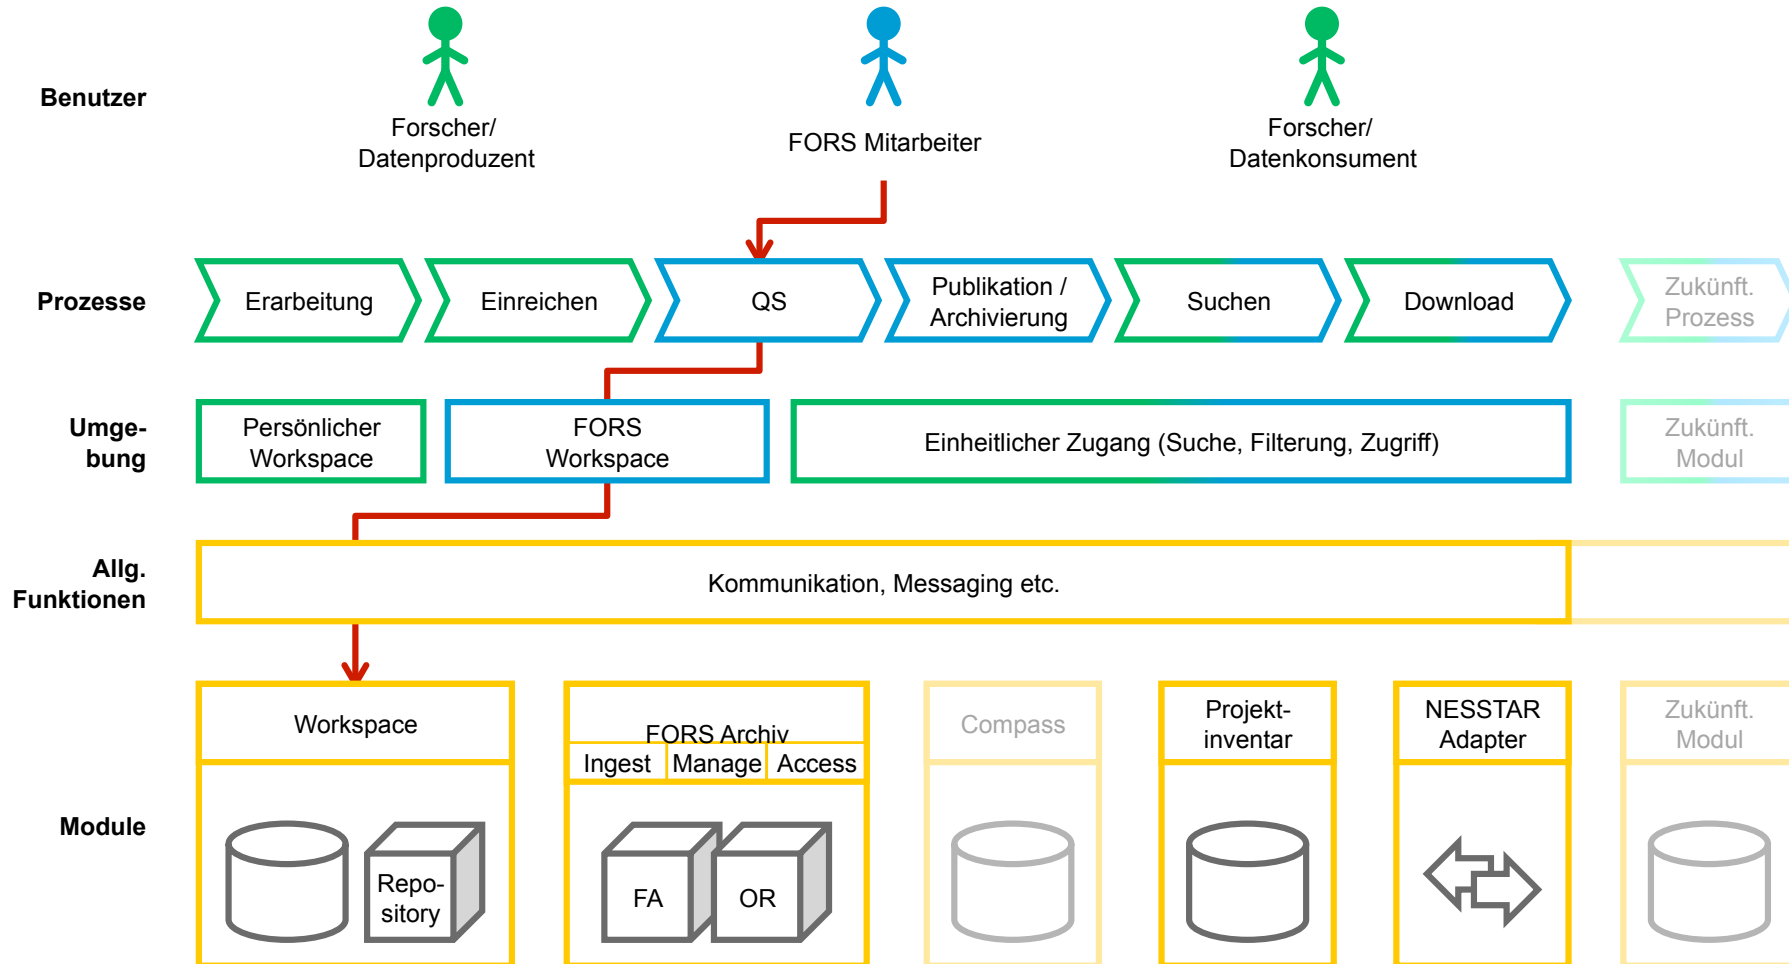 Benutzer
Forscher/
Datenproduzent
FORS Mitarbeiter
Forscher/
Datenkonsument
Prozesse
Erarbeitung
Einreichen
QS
Publikation /
Archivierung
Suchen
Download
Zukünft.
Prozess
Umge-
bung
Persönlicher
Workspace
FORS
Workspace
Einheitlicher Zugang (Suche, Filterung, Zugriff)
Zukünft.
Modul
Allg.
Funktionen
Kommunikation, Messaging etc.
Module
Workspace
Repo-
sitory
FORS Archiv
Ingest
Manage
Access
FA
OR
Compass
Projekt-
inventar
NESSTAR
Adapter
Zukünft.
Modul